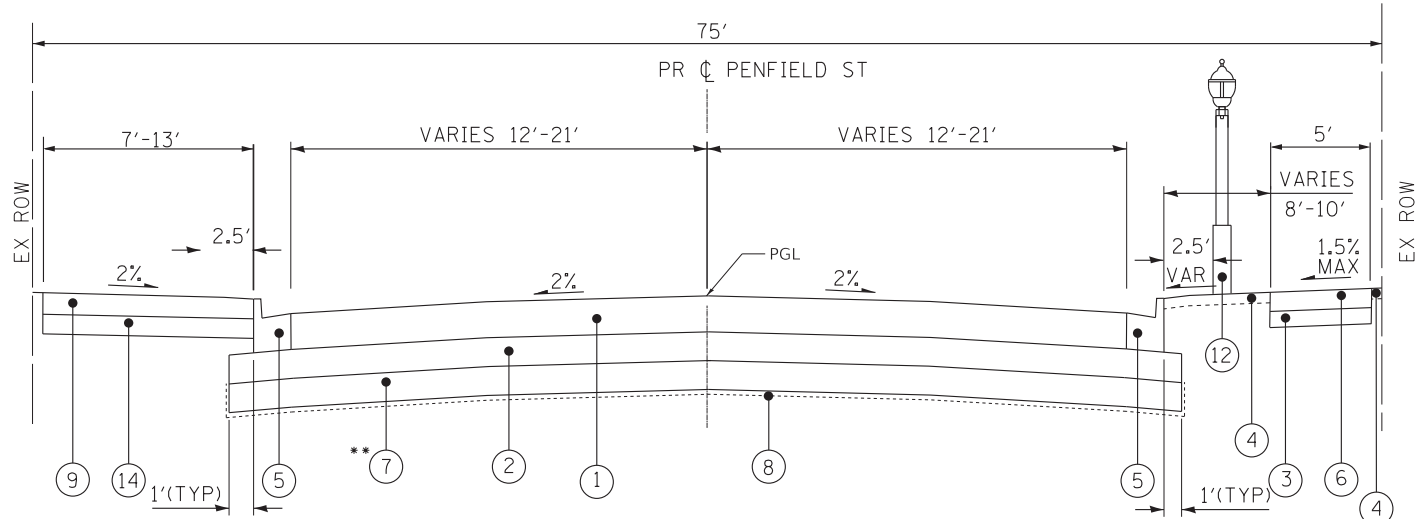 75'
PR ℄ PENFIELD ST
7'-13'
VARIES 12'-21'
VARIES 12'-21'
5'
VARIES
8'-10'
EX ROW
EX ROW
2.5'
2.5'
VAR
1.5%
MAX
PGL
2%
2%
2%
12
4
**
9
14
5
7
2
1
8
5
3
6
4
1'(TYP)
1'(TYP)